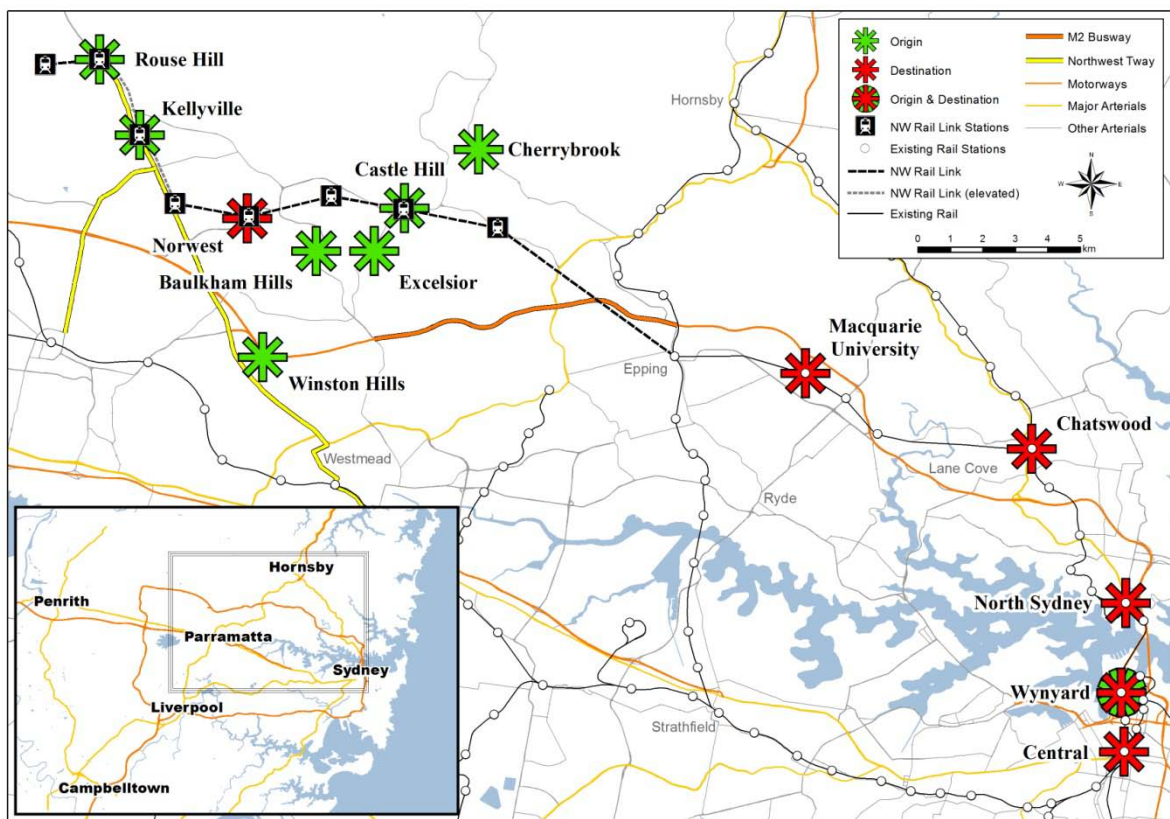 Rouse Hill
Kellyville
Cherrybrook
Castle Hill
Norwest
Baulkham Hills
Excelsior
Winston Hills
Hornsby
Macquarie
University
Epping
Chatswood
Westmead
Lane Cove
Ryde
North Sydney
Wynyard
Strathfield
Central
Origin
Destination
Origin & Destination
NW Rail Link Stations
Existing Rail Stations
NW Rail Link
NW Rail Link (elevated)
Existing Rail
M2 Busway
Northwest Tway
Motorways
Major Arterials
Other Arterials
N
W E
S
0 1 2 3 4 5
km
Hornsby
Penrith
Parramatta
Sydney
Liverpool
Campbelltown